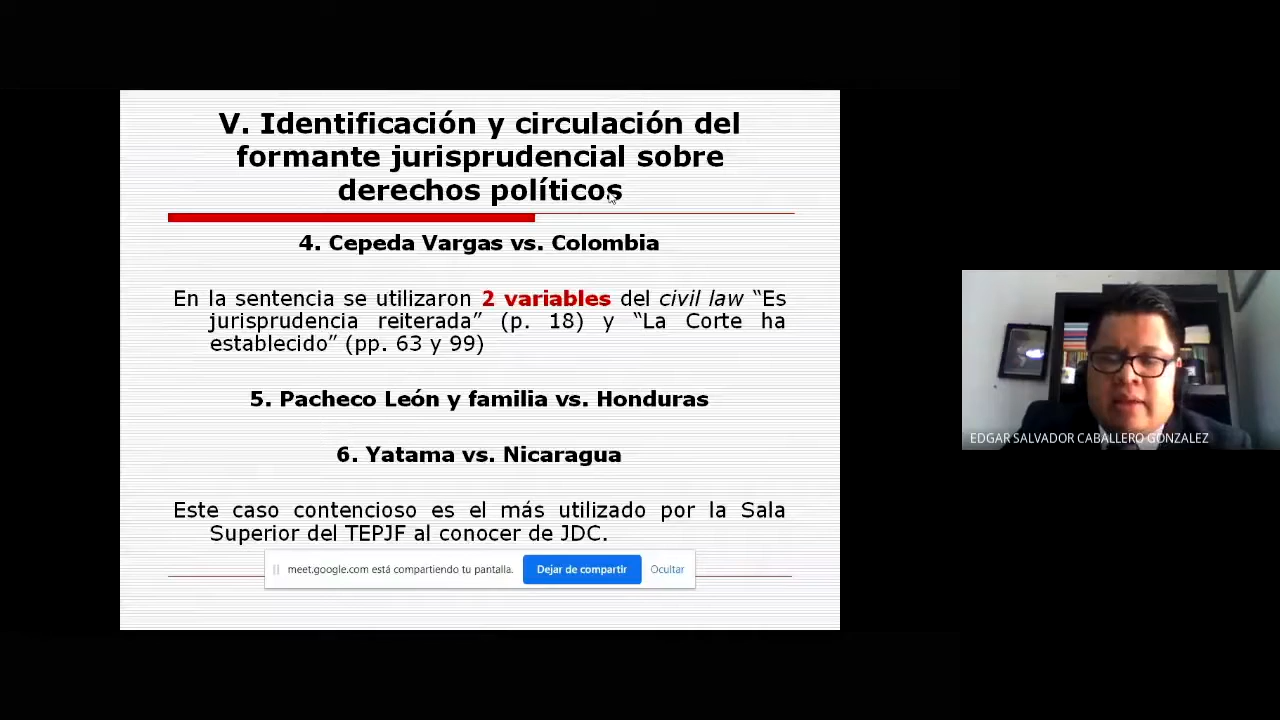 V. Identificación y circulación del
formante jurisprudencial sobre
derechos políticos
4. Cepeda Vargas vs. Colombia
En la sentencia se utilizaron 2 variables del civil law “Es
jurisprudencia reiterada” (p. 18) y “La Corte ha
establecido” (pp. 63 y 99)
5. Pacheco León y familia vs. Honduras
6. Yatama vs. Nicaragua
Este caso contencioso es el más utilizado por la Sala
Superior del TEPJF al conocer de JDC.
meet.google.com está compartiendo tu pantalla.
Dejar de compartir
Ocultar
EDGAR SALVADOR CABALLERO GONZALEZ